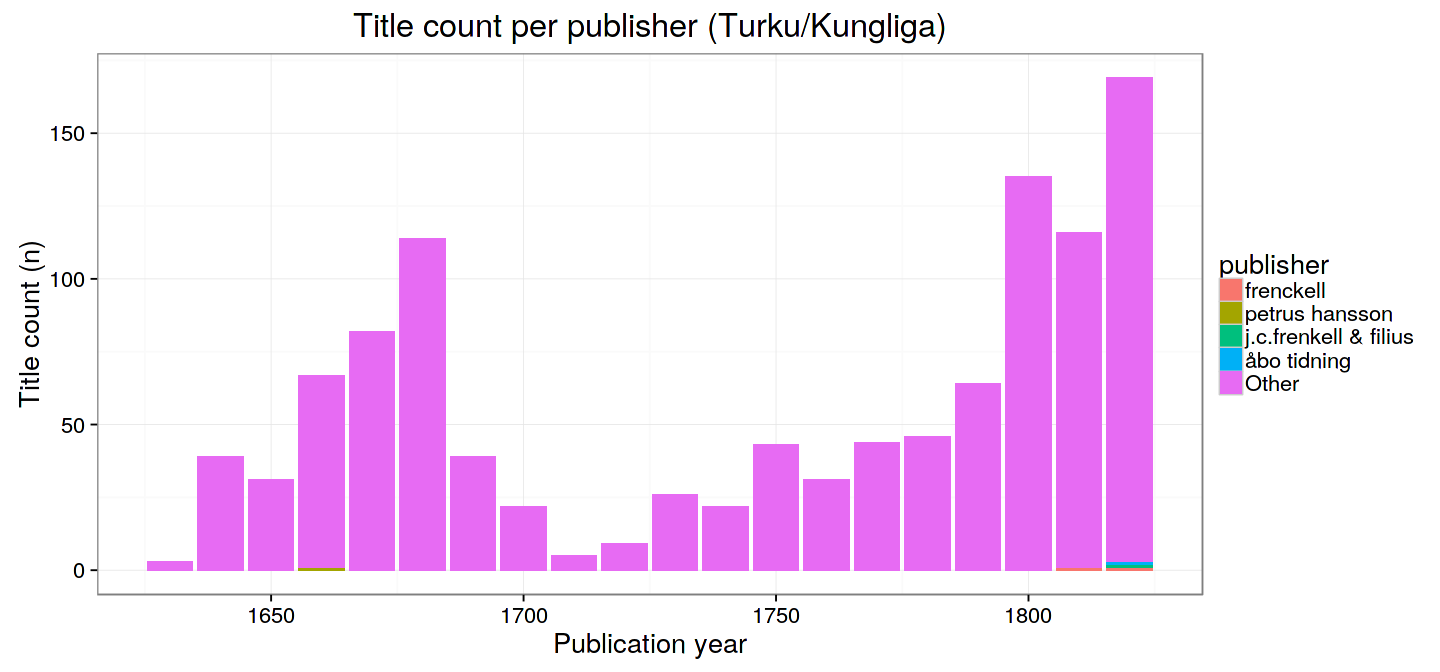 Title count per publisher (Turku/Kungliga)
Title count (n)
150
100
50
0
1650
1700
1750
1800
Publication year
publisher
frenckell
petrus hansson
j.c.frenkell & filius
åbo tidning
Other